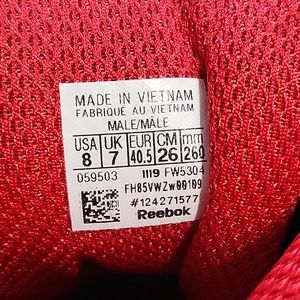 MADE IN VIETNAM
FABRIQUE AU VIETNAM
MALE/MÂLE
USA UK EUR CM mm
8 7 40.5 26 260
059503 1119 FW5304
FH85VWZw00109
#124271577
Reebok